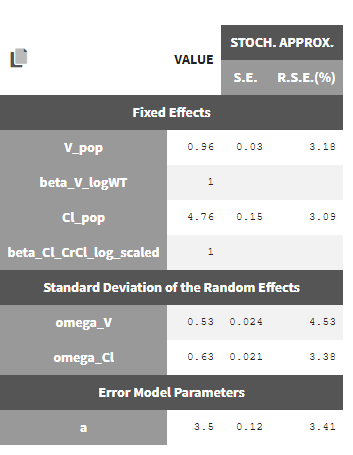 VALUE STOCH. APPROX.
S.E. R.S.E.(%)
Fixed Effects
V_pop 0.96 0.03 3.18
beta_V_logWT 1
Cl_pop 4.76 0.15 3.09
beta_Cl_CrCl_log_scaled 1
Standard Deviation of the Random Effects
omega_V 0.53 0.024 4.53
omega_Cl 0.63 0.021 3.38
Error Model Parameters
a 3.5 0.12 3.41